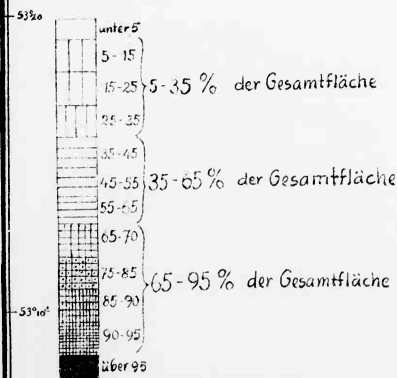 53°20
unter 5
5-15
15-25
5-35 % der Gesamtfläche
25-35
35-45
45-55
35-65 % der Gesamtfläche
55-65
65-70
75-85
65-95 % der Gesamtfläche
85-90
53°10'
90-95
über 95